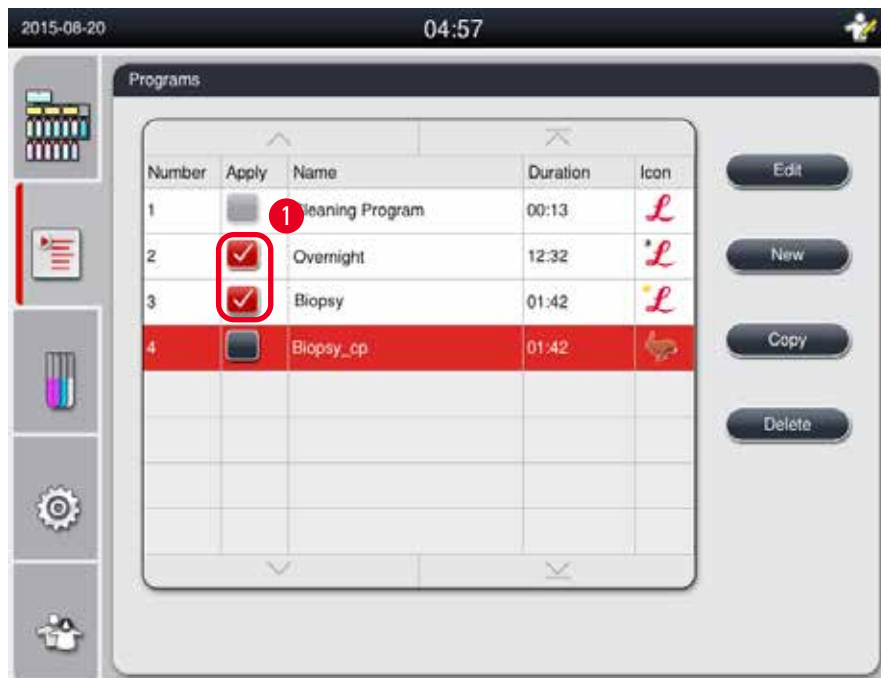 2015-08-20 04:57
Programs
Number Apply Name Duration Icon
1 Cleaning Program 00:13
2 Overnight 12:32
3 Biopsy 01:42
4 Biopsy_cp 01:42
1
Edit
New
Copy
Delete